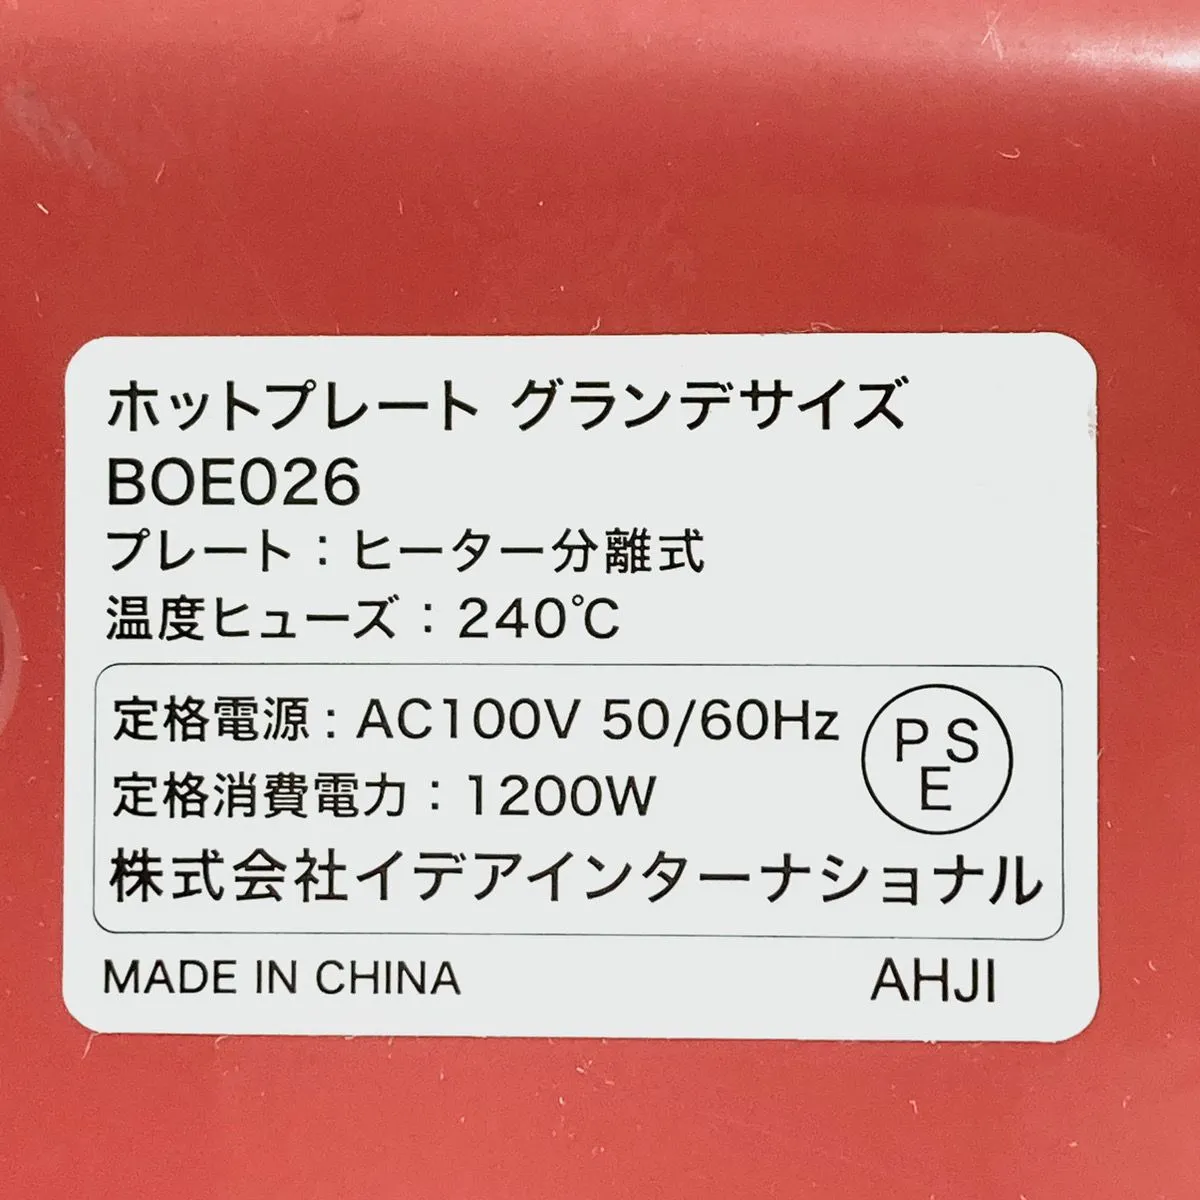 ホットプレート グランデサイズ
BOE026
プレート：ヒーター分離式
温度ヒューズ：240℃
定格電源：AC100V 50/60Hz
定格消費電力：1200W
PSE
株式会社イデアインターナショナル
MADE IN CHINA AHJI